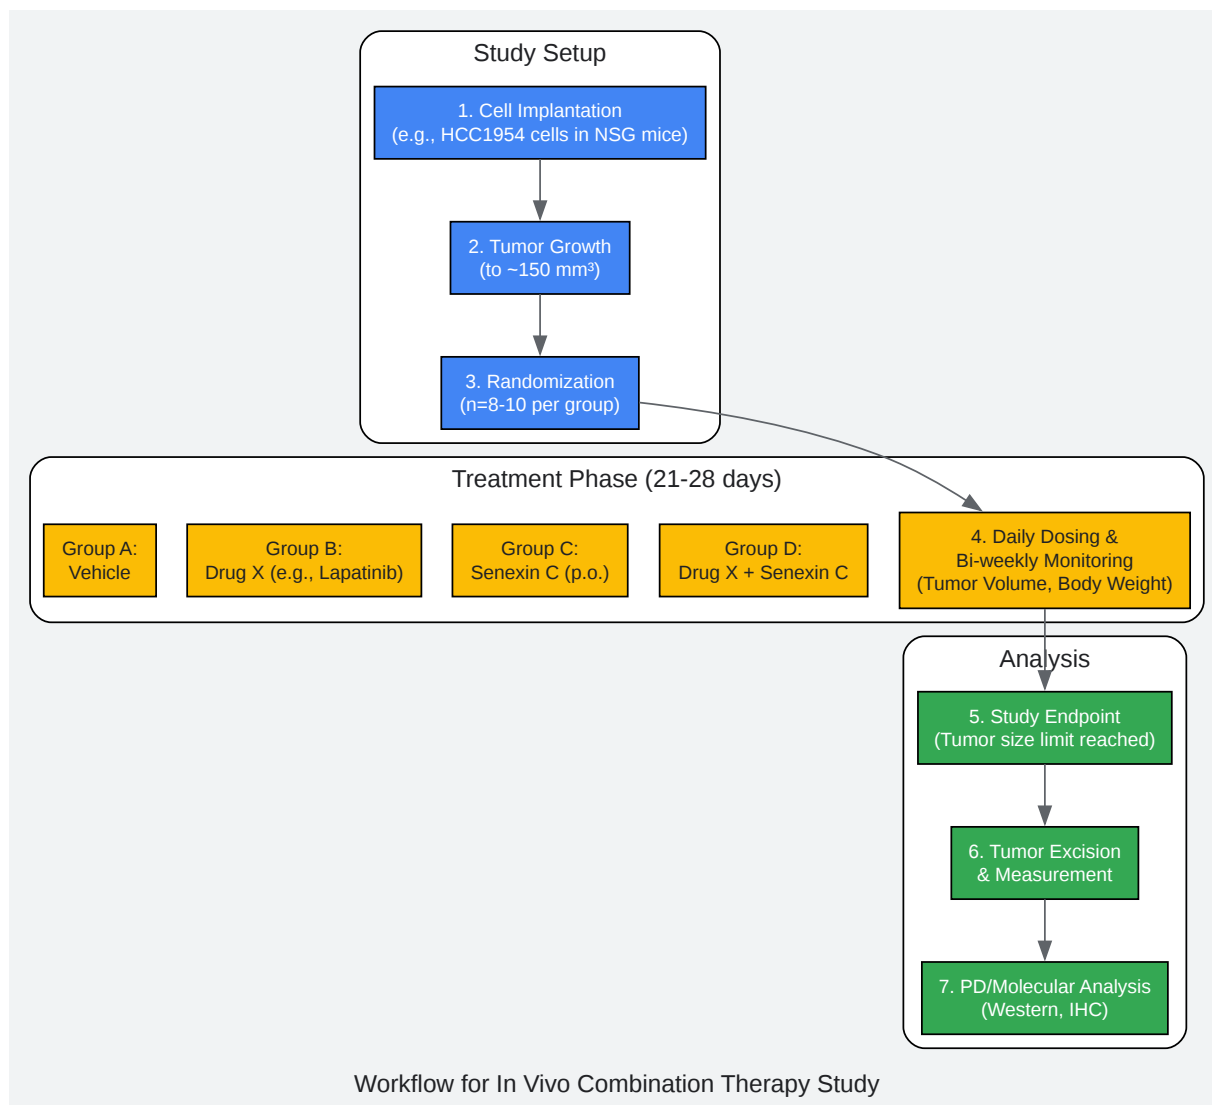 Study Setup
1. Cell Implantation
(e.g., HCC1954 cells in NSG mice)
2. Tumor Growth
(to ~150 mm³)
3. Randomization
(n=8-10 per group)
Treatment Phase (21-28 days)
Group A:
Vehicle
Group B:
Drug X (e.g., Lapatinib)
Group C:
Senexin C (p.o.)
Group D:
Drug X + Senexin C
4. Daily Dosing &
Bi-weekly Monitoring
(Tumor Volume, Body Weight)
Analysis
5. Study Endpoint
(Tumor size limit reached)
6. Tumor Excision
& Measurement
7. PD/Molecular Analysis
(Western, IHC)
Workflow for In Vivo Combination Therapy Study